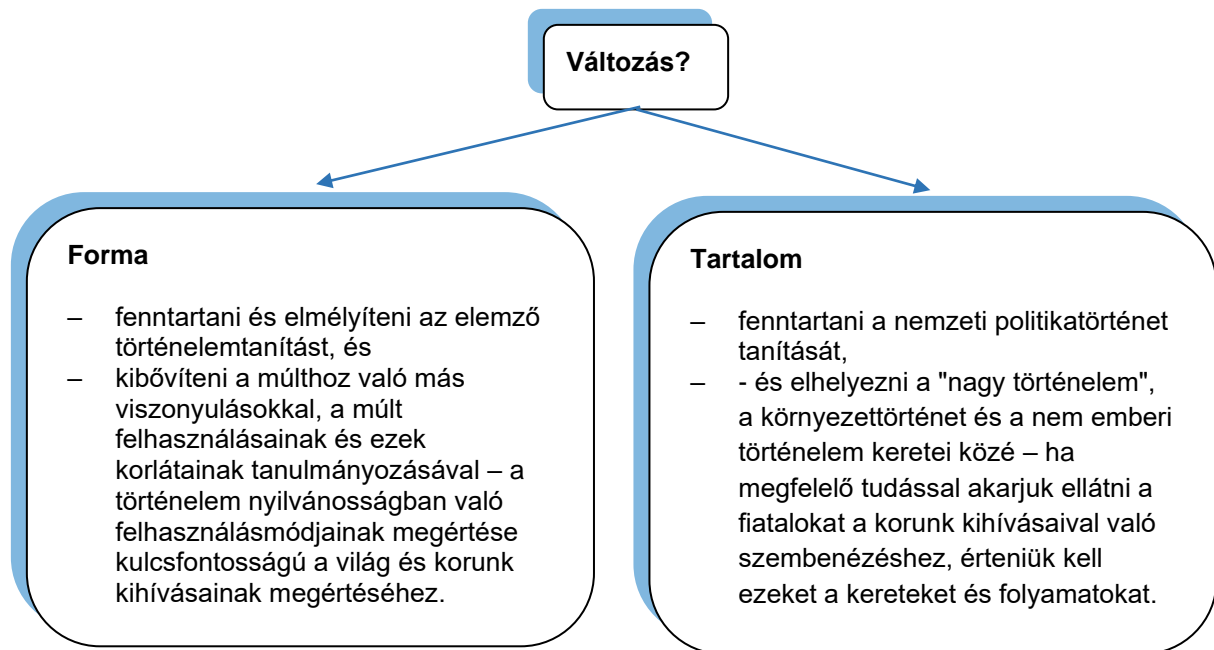 Változás?
Forma
– fenntartani és elmélyíteni az elemző
történelemtanítást, és
– kibővíteni a múlthoz való más
viszonyulásokkal, a múlt
felhasználásainak és ezek
korlátainak tanulmányozásával – a
történelem nyilvánosságban való
felhasználásmódjainak megértése
kulcsfontosságú a világ és korunk
kihívásainak megértéséhez.
Tartalom
– fenntartani a nemzeti politikatörténet
tanítását,
– - és elhelyezni a "nagy történelem",
a környezettörténet és a nem emberi
történelem keretei közé – ha
megfelelő tudással akarjuk ellátni a
fiatalokat a korunk kihívásaival való
szembenézéshez, érteniük kell
ezeket a kereteket és folyamatokat.